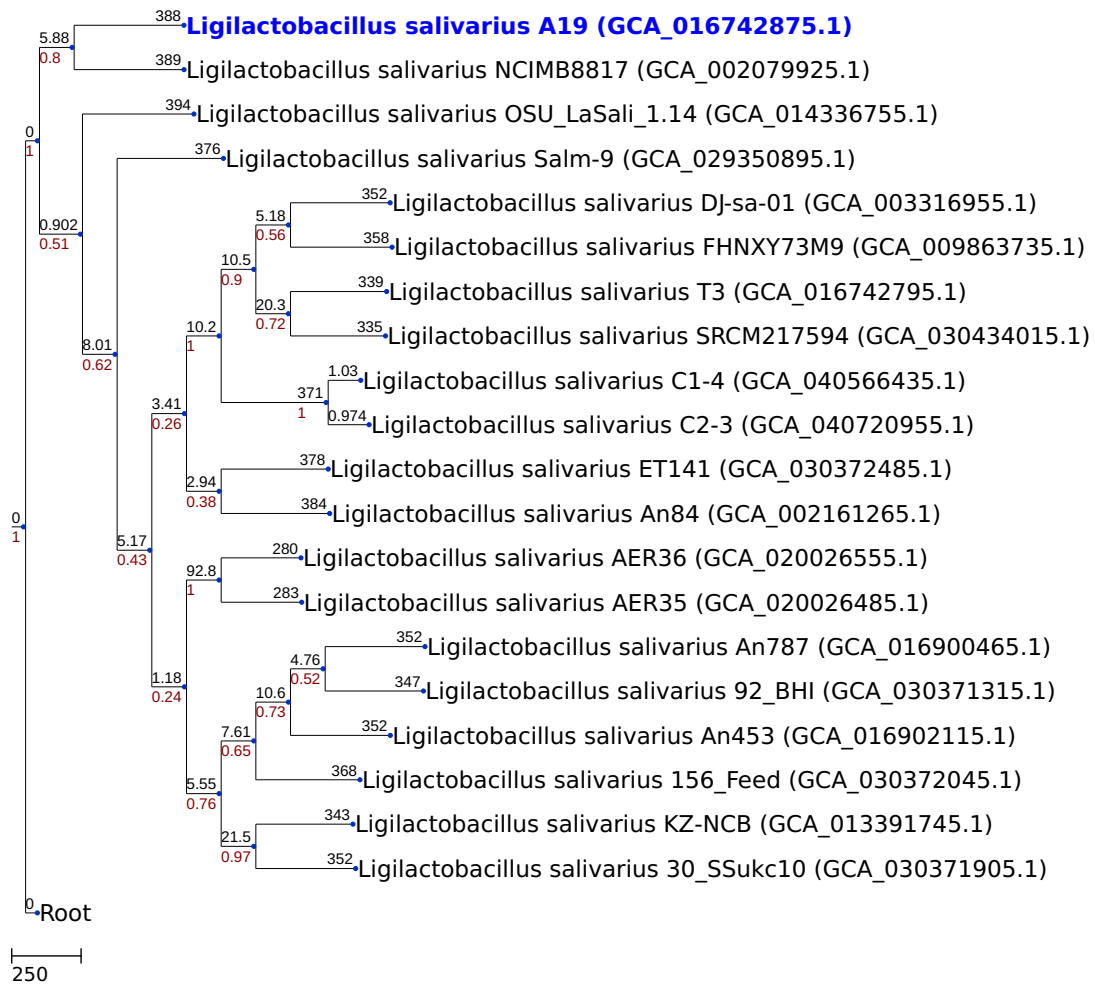 388
Ligilactobacillus salivarius A19 (GCA_016742875.1)
5.88
0.8
389
Ligilactobacillus salivarius NCIMB8817 (GCA_002079925.1)
394
Ligilactobacillus salivarius OSU_LaSali_1.14 (GCA_014336755.1)
0
1
376
Ligilactobacillus salivarius Salm-9 (GCA_029350895.1)
352
Ligilactobacillus salivarius DJ-sa-01 (GCA_003316955.1)
5.18
0.56
0.902
0.51
358
Ligilactobacillus salivarius FHNXY73M9 (GCA_009863735.1)
10.5
0.9
339
Ligilactobacillus salivarius T3 (GCA_016742795.1)
20.3
0.72
335
Ligilactobacillus salivarius SRCM217594 (GCA_030434015.1)
10.2
1
8.01
0.62
1.03
Ligilactobacillus salivarius C1-4 (GCA_040566435.1)
371
1
0.974
Ligilactobacillus salivarius C2-3 (GCA_040720955.1)
3.41
0.26
378
Ligilactobacillus salivarius ET141 (GCA_030372485.1)
2.94
0.38
384
Ligilactobacillus salivarius An84 (GCA_002161265.1)
0
1
5.17
0.43
280
Ligilactobacillus salivarius AER36 (GCA_020026555.1)
92.8
1
283
Ligilactobacillus salivarius AER35 (GCA_020026485.1)
352
Ligilactobacillus salivarius An787 (GCA_016900465.1)
4.76
0.52
1.18
0.24
347
Ligilactobacillus salivarius 92_BHI (GCA_030371315.1)
10.6
0.73
352
Ligilactobacillus salivarius An453 (GCA_016902115.1)
7.61
0.65
368
Ligilactobacillus salivarius 156_Feed (GCA_030372045.1)
5.55
0.76
343
Ligilactobacillus salivarius KZ-NCB (GCA_013391745.1)
21.5
0.97
352
Ligilactobacillus salivarius 30_SSukc10 (GCA_030371905.1)
0
Root
250